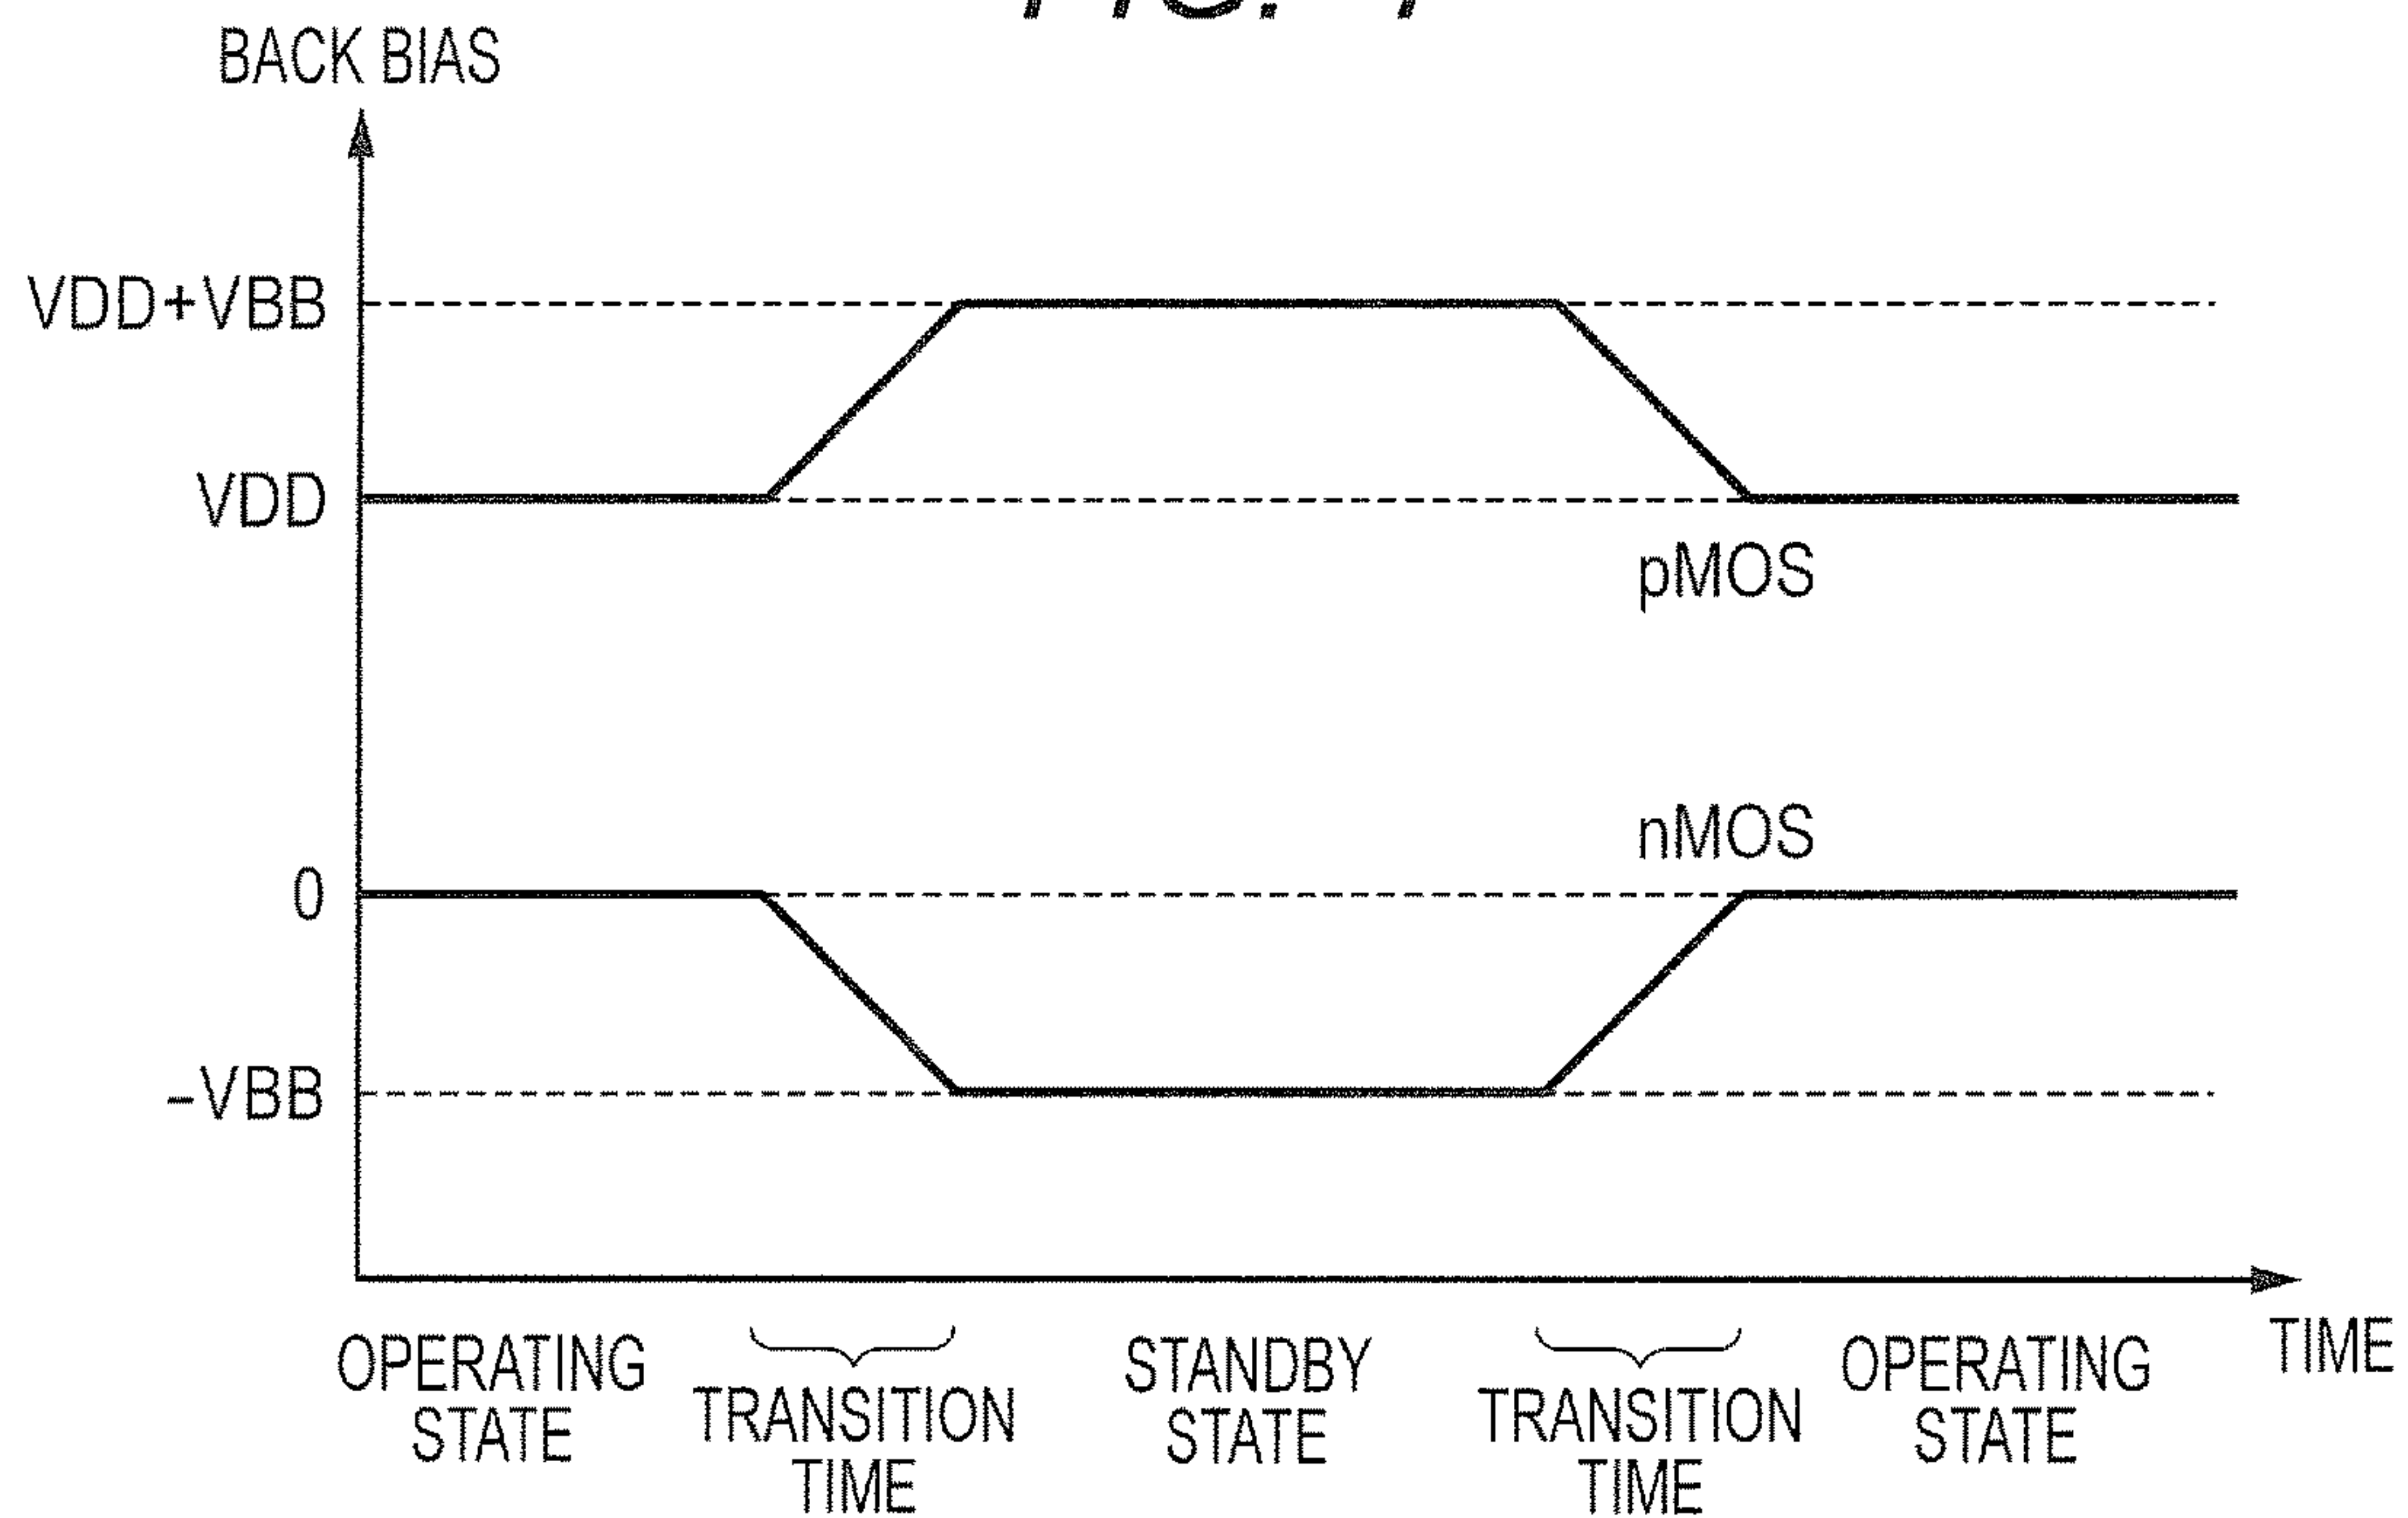 BACK BIAS
VDD+VBB
VDD
pMOS
nMOS
0
-VBB
OPERATING
STATE
TRANSITION
TIME
STANDBY
STATE
TRANSITION
TIME
OPERATING
STATE
TIME